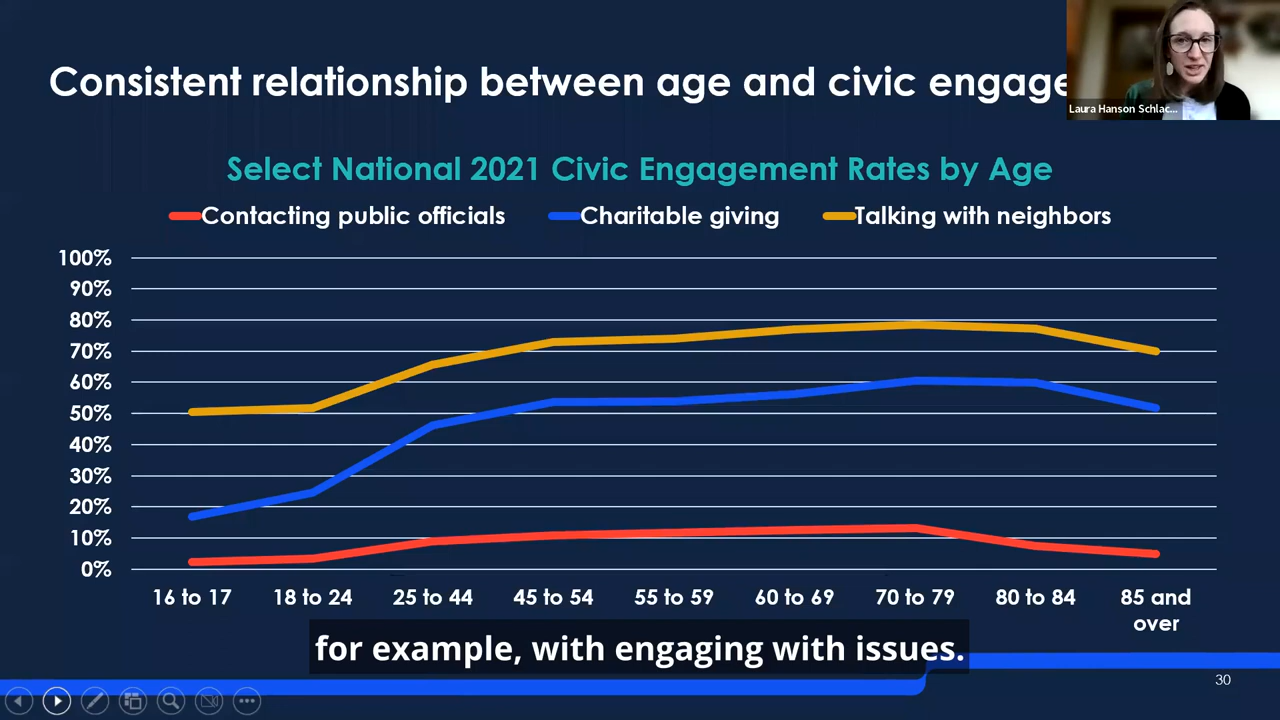 Consistent relationship between age and civic engage
Laura Hanson Schlac...
Select National 2021 Civic Engagement Rates by Age
Contacting public officials Charitable giving Talking with neighbors
100%
90%
80%
70%
60%
50%
40%
30%
20%
10%
0%
16 to 17 18 to 24 25 to 44 45 to 54 55 to 59 60 to 69 70 to 79 80 to 84 85 and
over
for example, with engaging with issues.
30